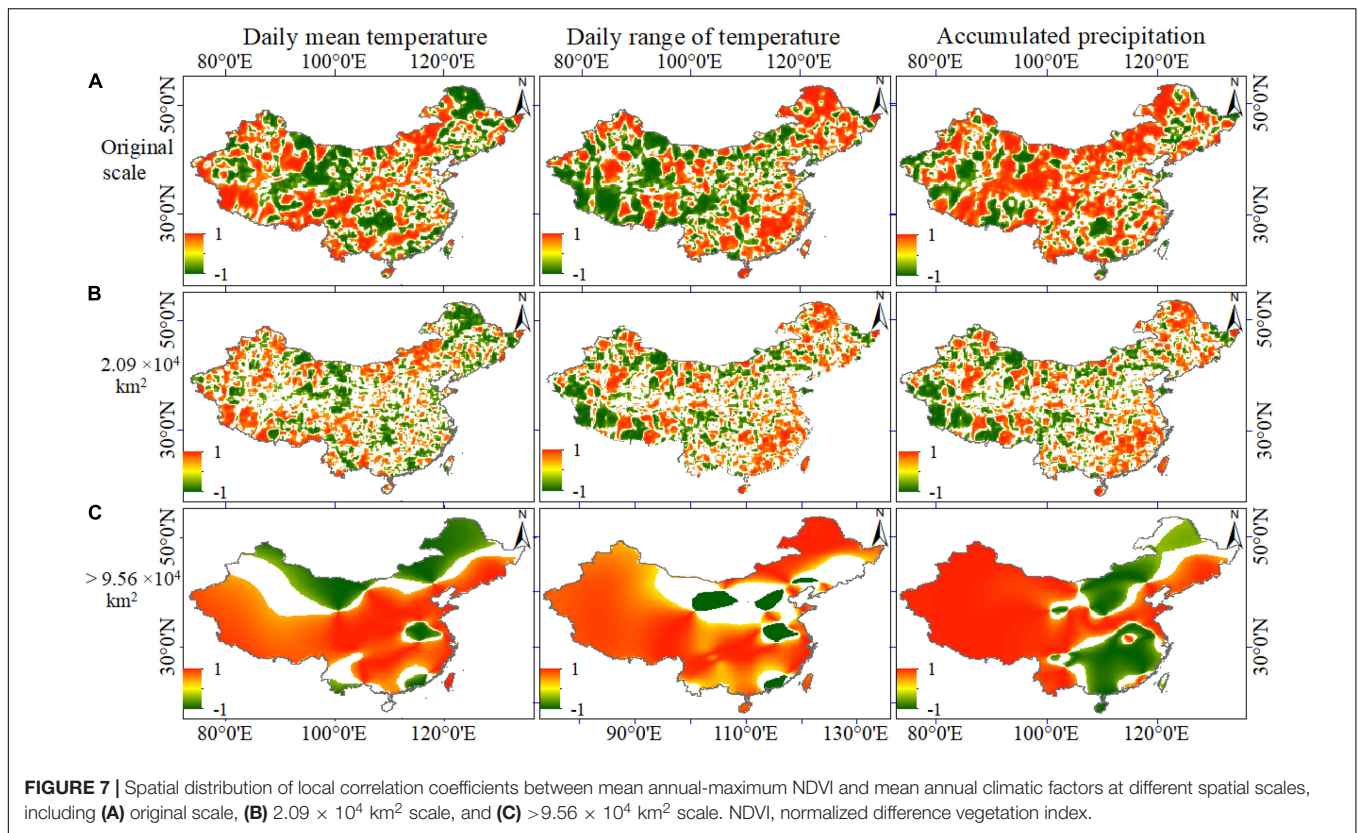 Daily mean temperature
Daily range of temperature
Accumulated precipitation
80°0'E 100°0'E 120°0'E
80°0'E 100°0'E 120°0'E
80°0'E 100°0'E 120°0'E
A
Original
scale
50°0'N
30°0'N
N
1
-1
N
1
-1
N
1
-1
50°0'N
30°0'N
B
2.09 ×10⁴
km²
50°0'N
30°0'N
N
1
-1
N
1
-1
N
1
-1
50°0'N
30°0'N
C
>9.56 ×10⁴
km²
50°0'N
30°0'N
N
1
-1
N
1
-1
N
1
-1
50°0'N
30°0'N
80°0'E 100°0'E 120°0'E
90°0'E 110°0'E 130°0'E
80°0'E 100°0'E 120°0'E
FIGURE 7 | Spatial distribution of local correlation coefficients between mean annual-maximum NDVI and mean annual climatic factors at different spatial scales,
including (A) original scale, (B) 2.09 × 10⁴ km² scale, and (C) >9.56 × 10⁴ km² scale. NDVI, normalized difference vegetation index.